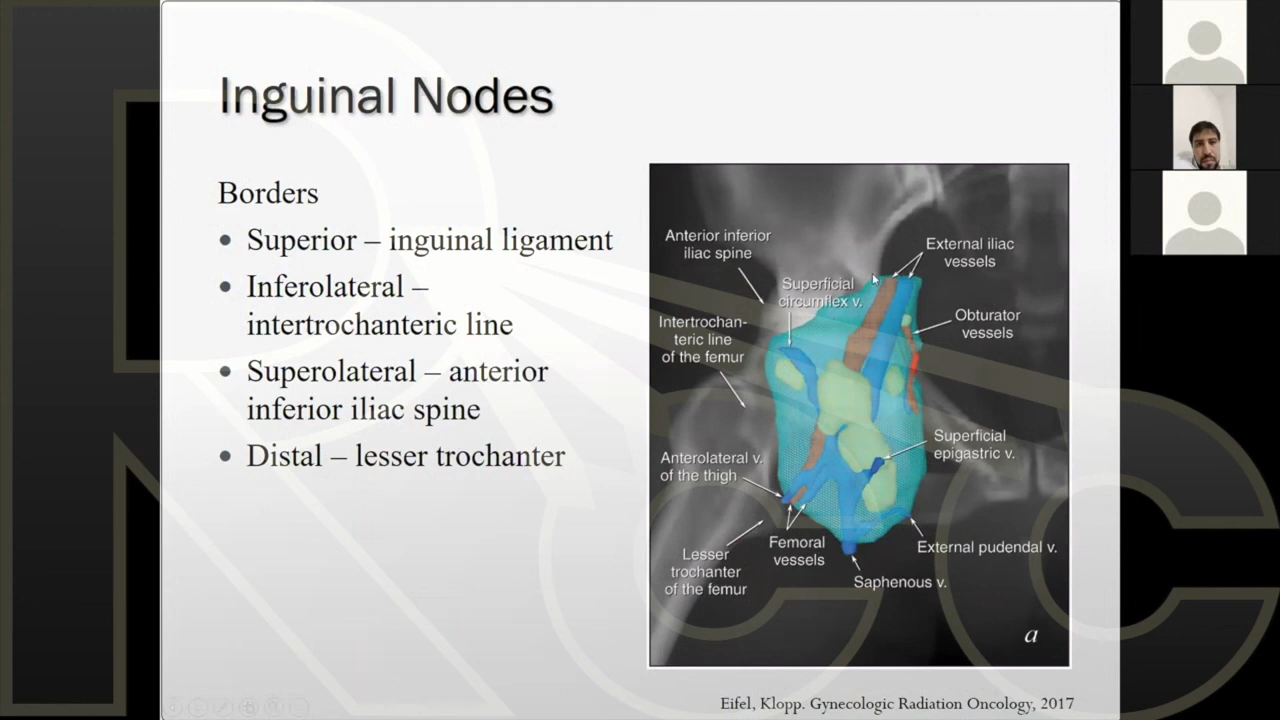 Inguinal Nodes
Borders
• Superior – inguinal ligament
• Inferolateral –
intertrochanteric line
• Superolateral – anterior
inferior iliac spine
• Distal – lesser trochanter
Anterior inferior
iliac spine
Superficial
circumflex v.
External iliac
vessels
Intertrochan-
teric line
of the femur
Obturator
vessels
Anterolateral v.
of the thigh
Superficial
epigastric v.
Lesser
trochanter
of the femur
Femoral
vessels
External pudendal v.
Saphenous v.
a
Eifel, Klopp. Gynecologic Radiation Oncology, 2017
RCC